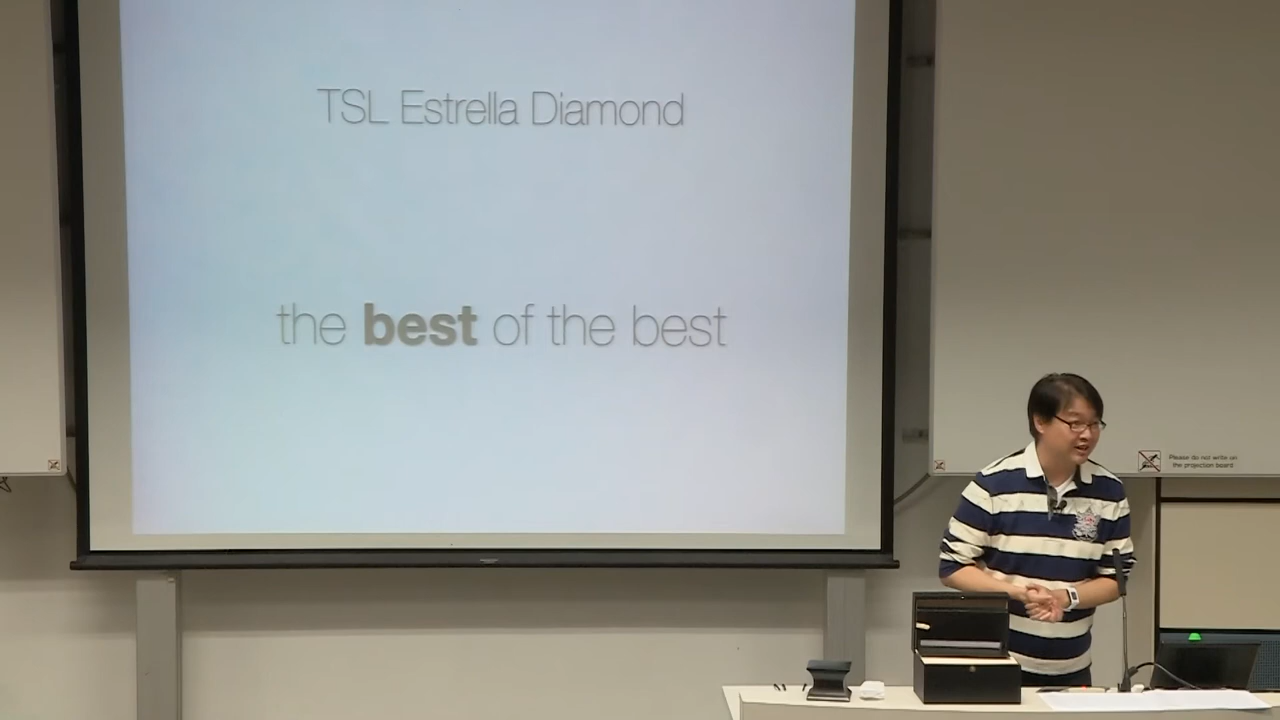 TSL Estrella Diamond
the best of the best
Please do not write on
the projection board